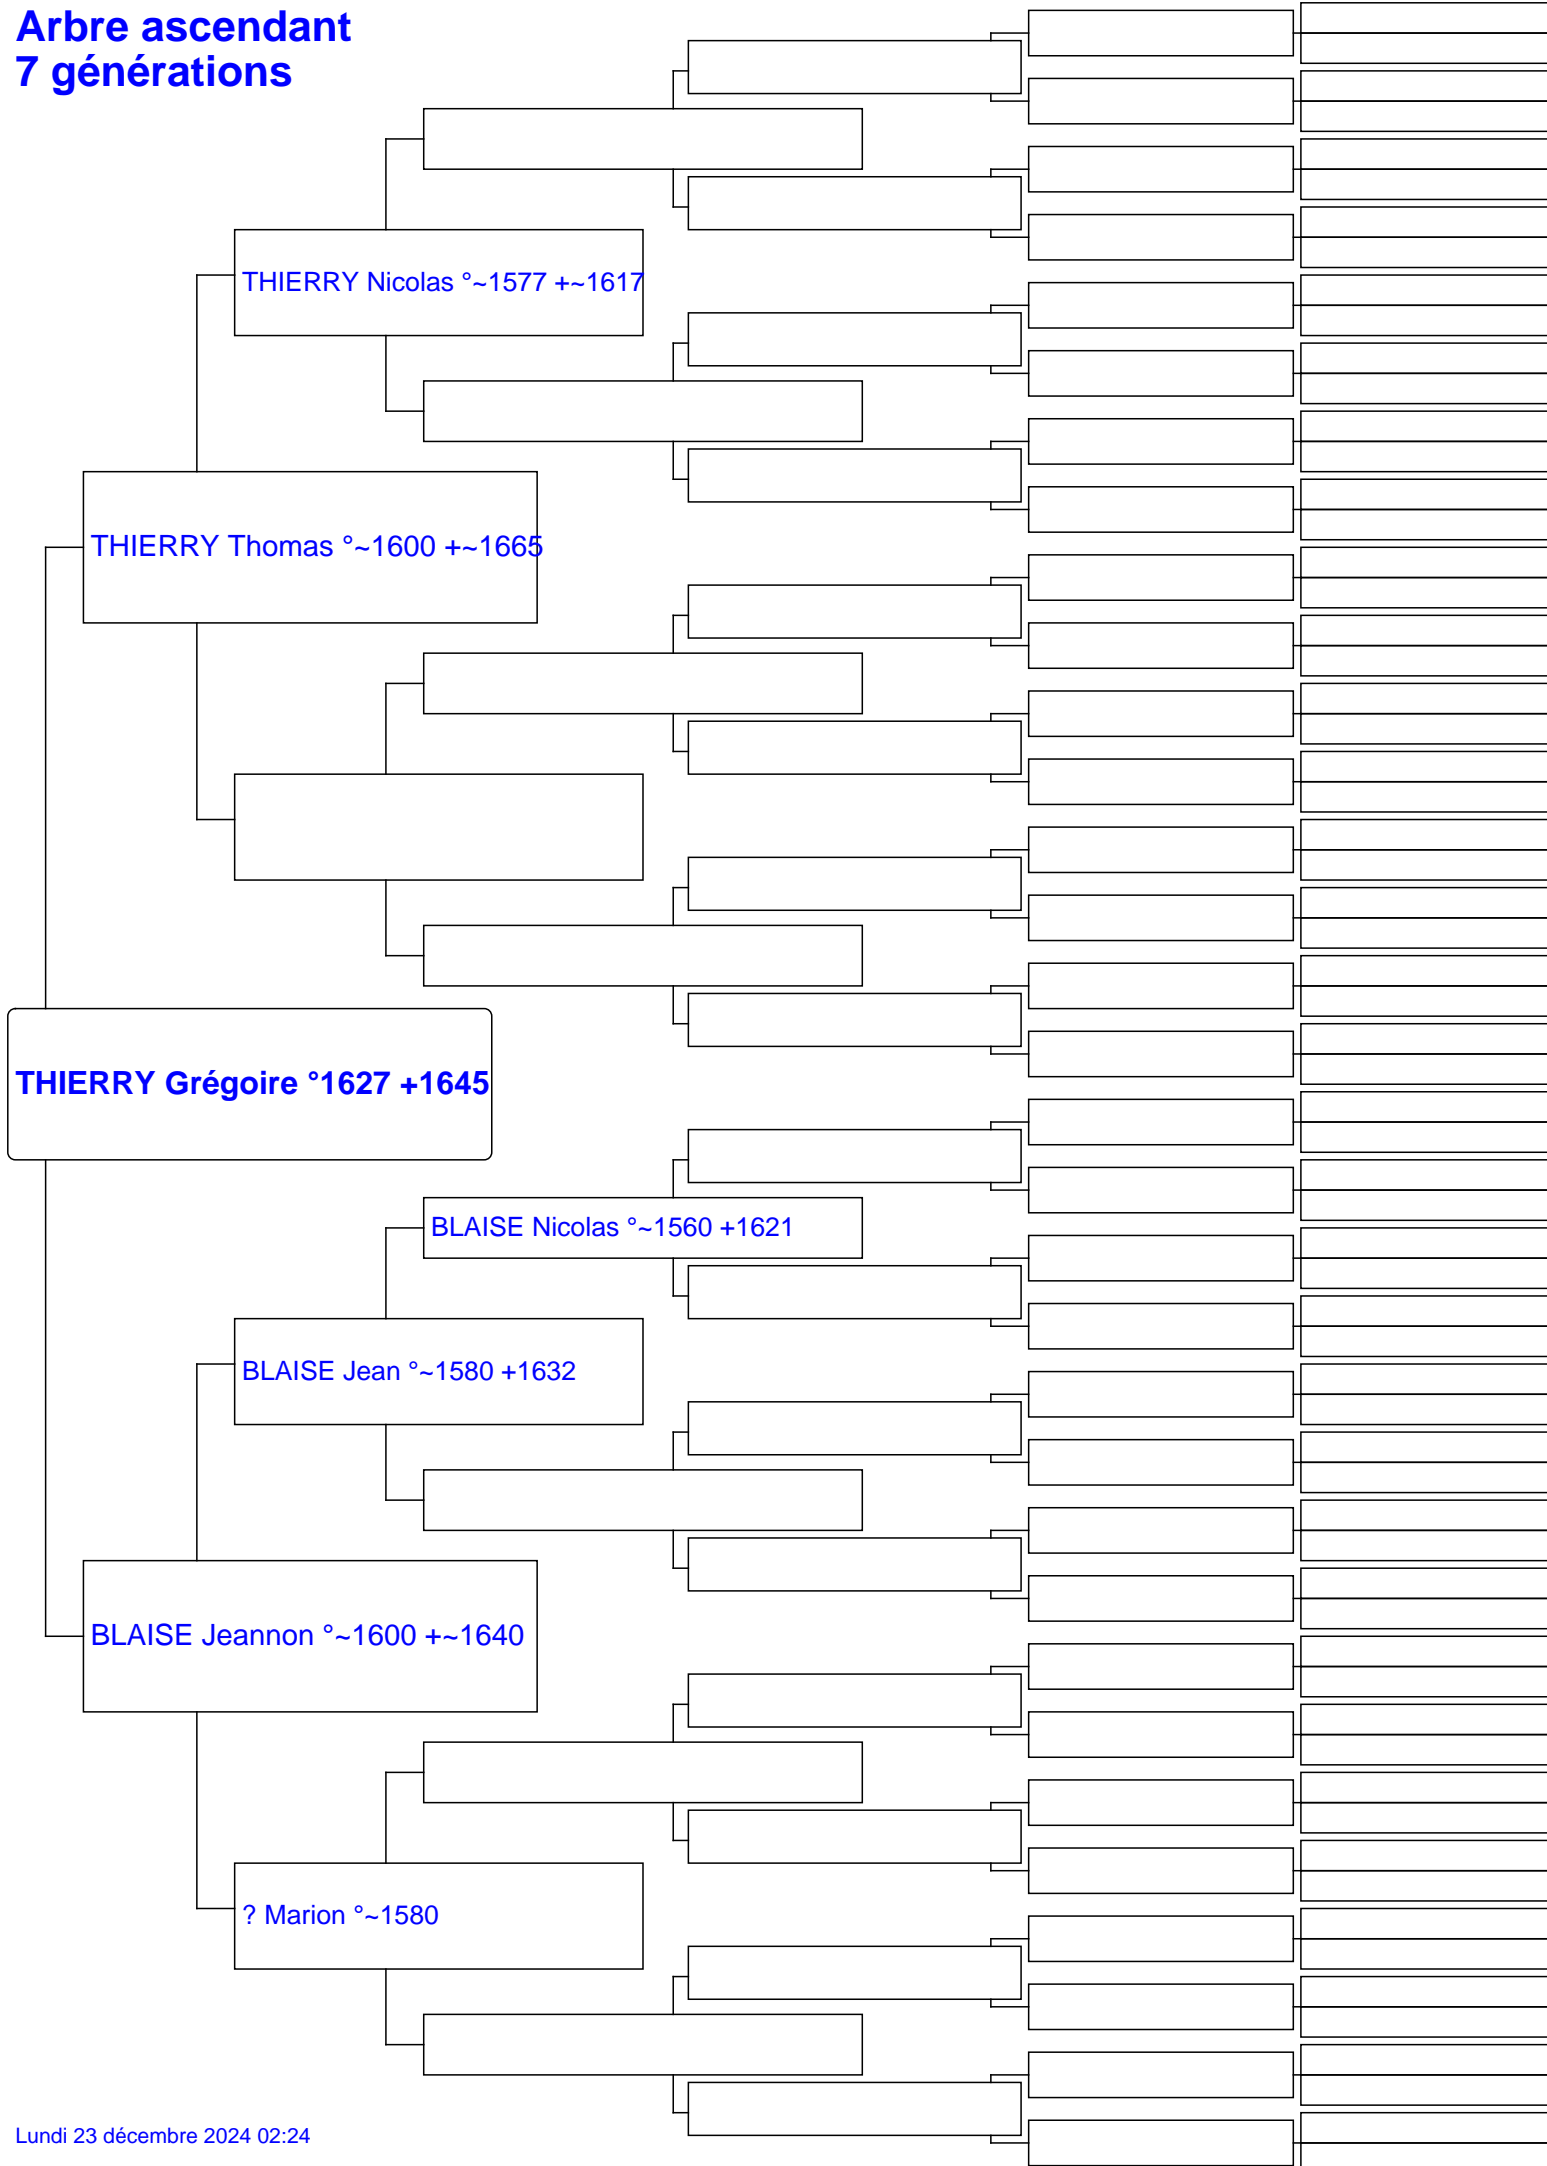 Arbre ascendant
7 générations
THIERRY Nicolas °~1577 +~1617
THIERRY Thomas °~1600 +~1665
THIERRY Grégoire °1627 +1645
BLAISE Nicolas °~1560 +1621
BLAISE Jean °~1580 +1632
BLAISE Jeannon °~1600 +~1640
? Marion °~1580
Lundi 23 décembre 2024 02:24